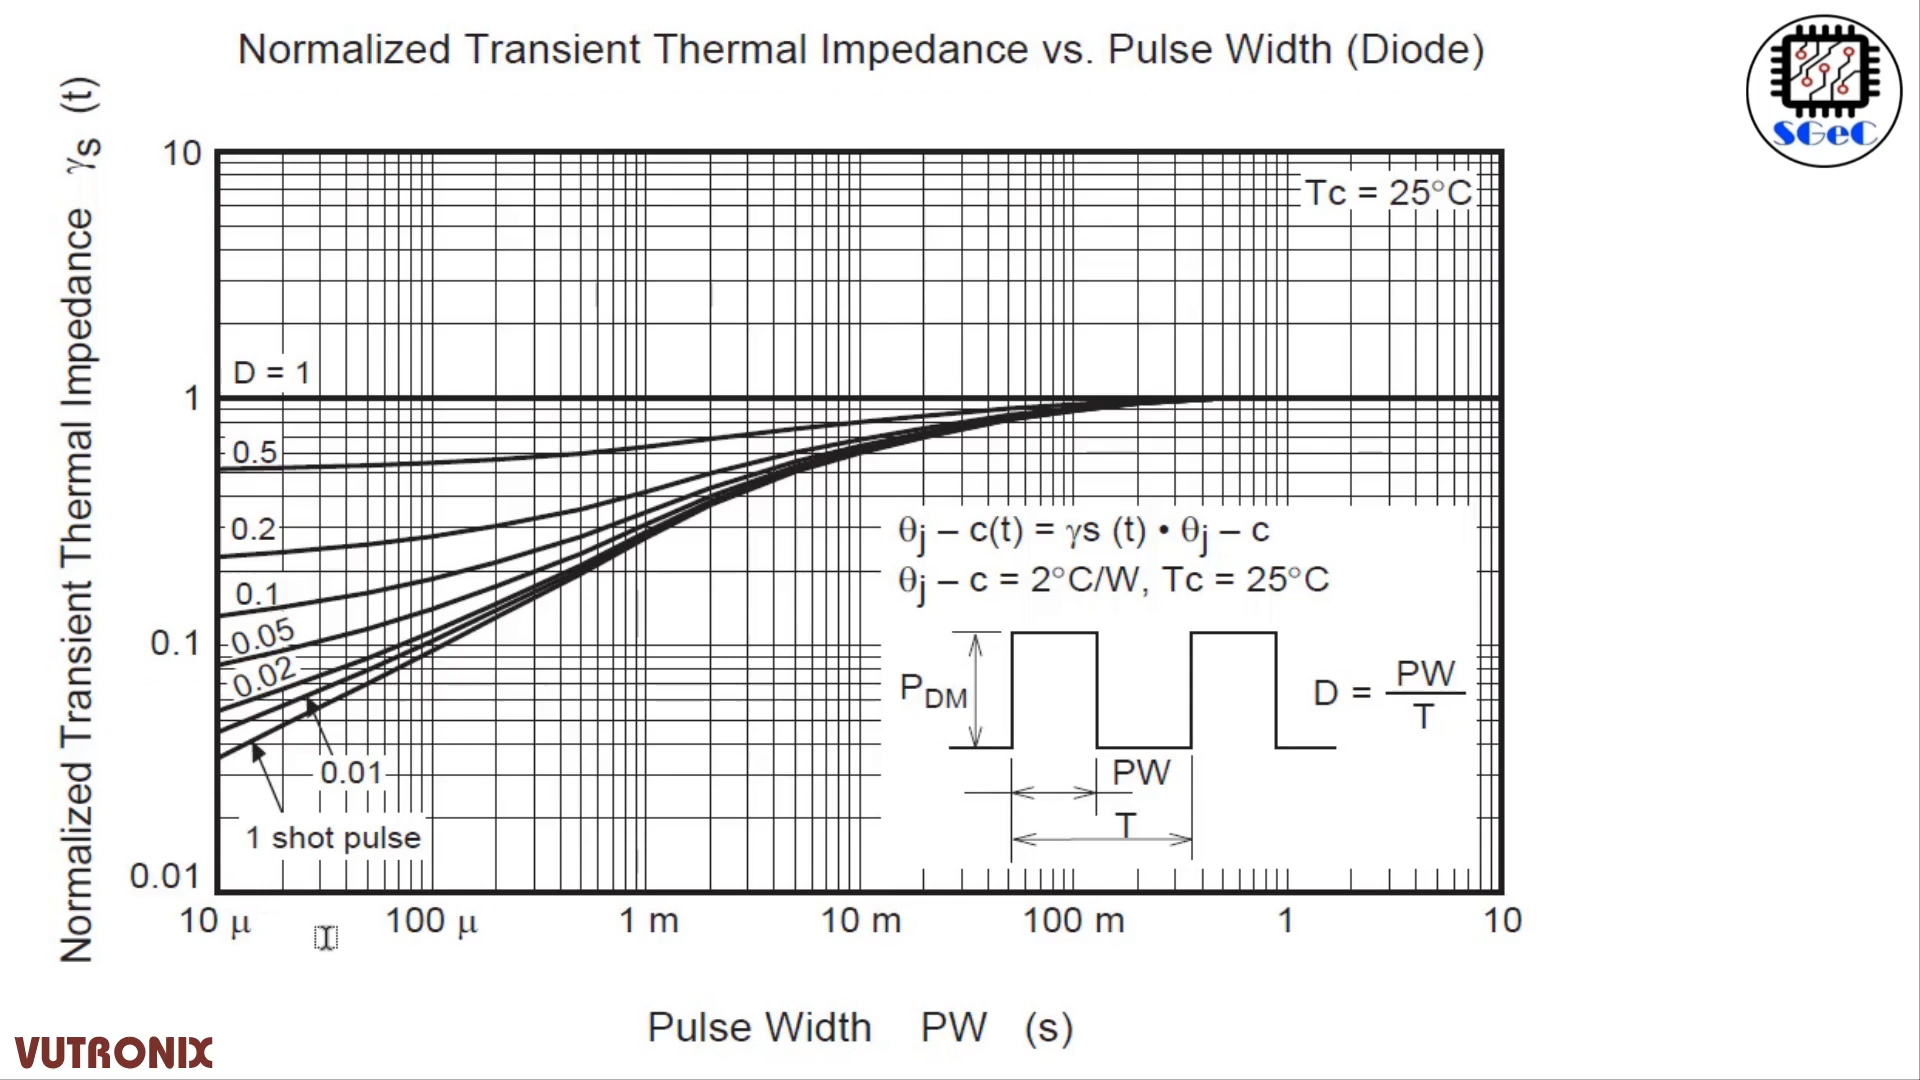 Normalized Transient Thermal Impedance vs. Pulse Width (Diode)
SGeC
Normalized Transient Thermal Impedance γs (t)
10
1
0.1
0.01
Tc = 25°C
D = 1
0.5
0.2
0.1
0.05
0.02
0.01
1 shot pulse
θj – c(t) = γs (t) • θj – c
θj – c = 2°C/W, Tc = 25°C
PDM
PW
T
D = PW
T
10 μ 100 μ 1 m 10 m 100 m 1 10
Pulse Width PW (s)
VUTRONIX